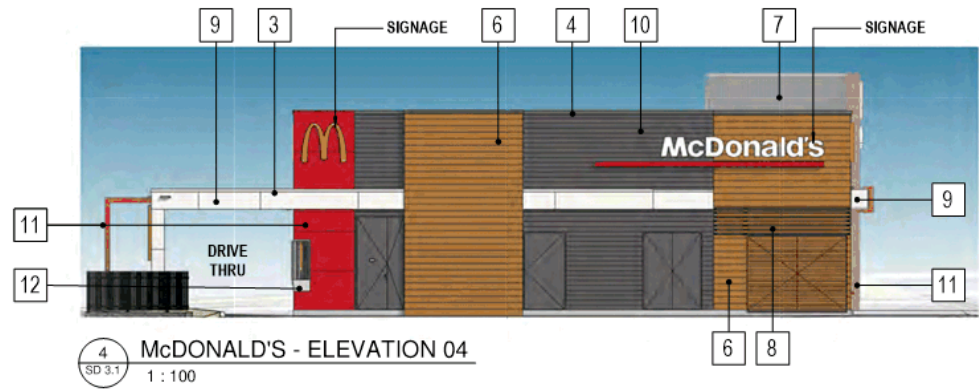 9
3
SIGNAGE
6
4
10
7
SIGNAGE
McDonald's
11
9
DRIVE
THRU
12
11
6
8
4
SD 3.1
McDONALD'S - ELEVATION 04
1 : 100